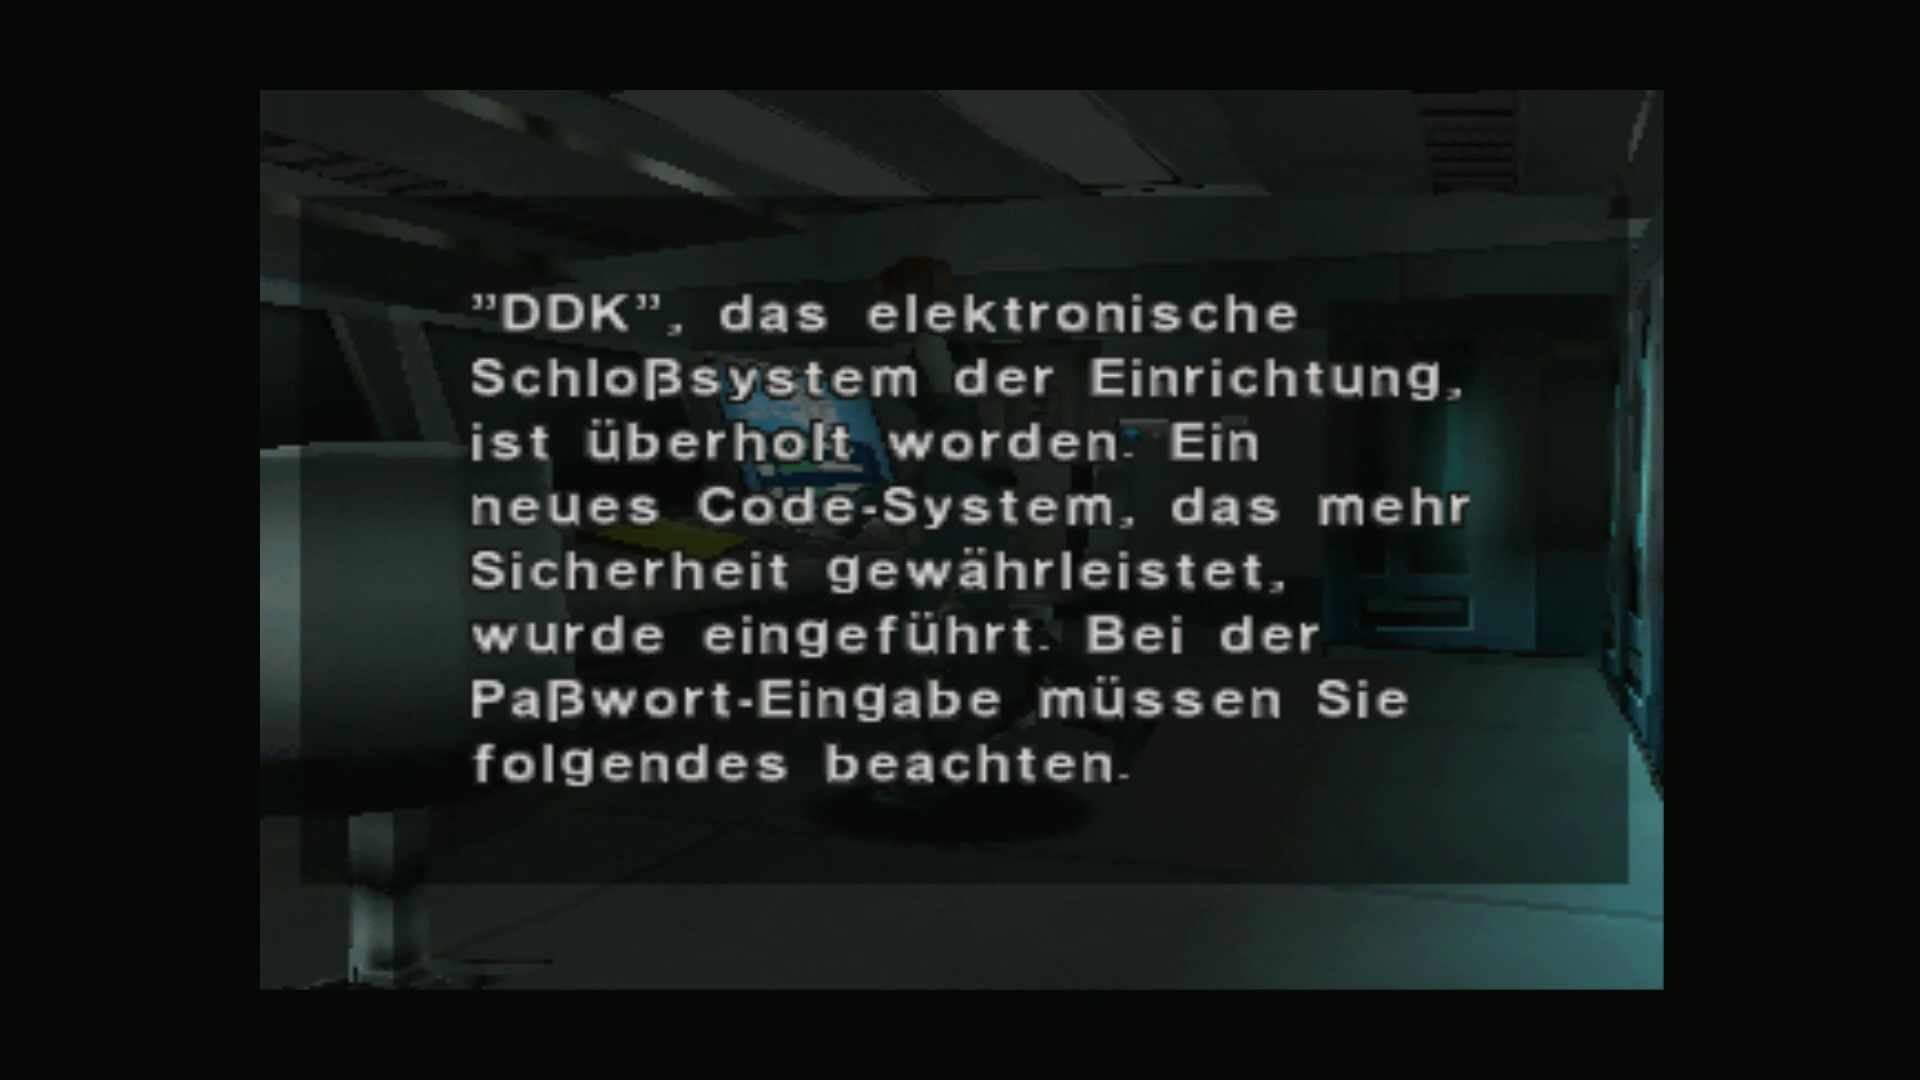 ”DDK”, das elektronische
Schloßsystem der Einrichtung,
ist überholt worden. Ein
neues Code-System, das mehr
Sicherheit gewährleistet,
wurde eingeführt. Bei der
Paßwort-Eingabe müssen Sie
folgendes beachten.